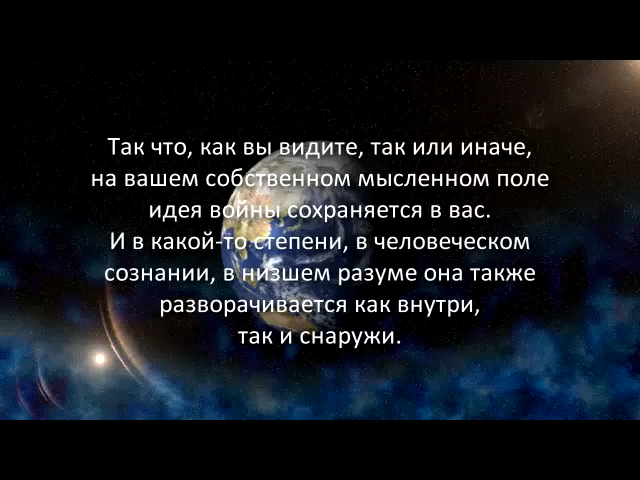 Так что, как вы видите, так или иначе,
на вашем собственном мысленном поле
идея войны сохраняется в вас.
И в какой-то степени, в человеческом
сознании, в низшем разуме она также
разворачивается как внутри,
так и снаружи.